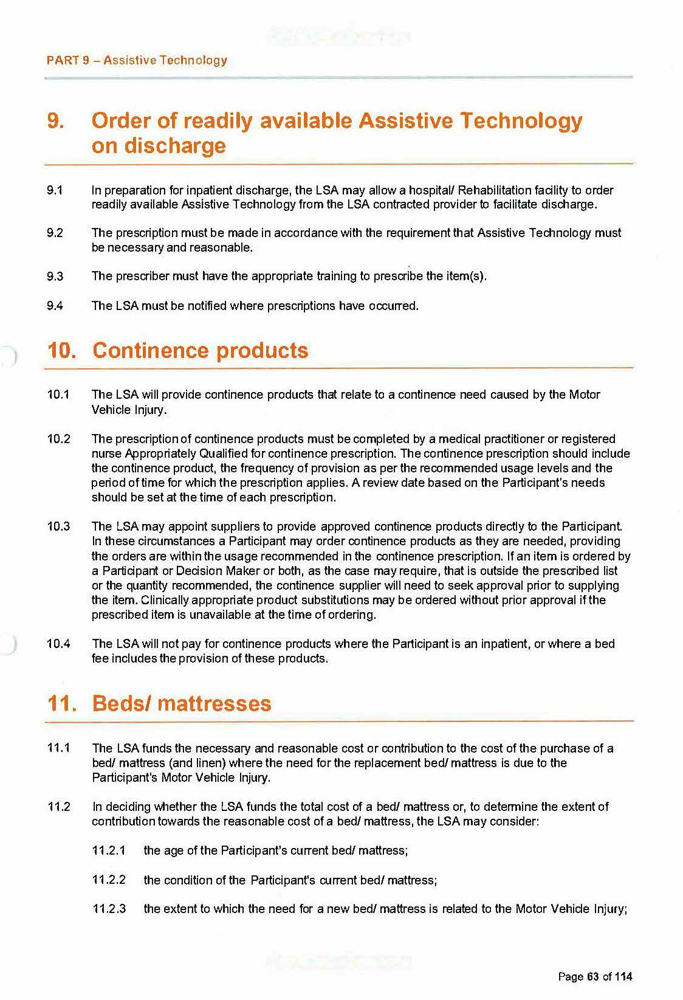 PART 9 – Assistive Technology
9. Order of readily available Assistive Technology
on discharge
9.1 In preparation for inpatient discharge, the LSA may allow a hospital/ Rehabilitation facility to order
readily available Assistive Technology from the LSA contracted provider to facilitate discharge.
9.2 The prescription must be made in accordance with the requirement that Assistive Technology must
be necessary and reasonable.
9.3 The prescriber must have the appropriate training to prescribe the item(s).
9.4 The LSA must be notified where prescriptions have occurred.
10. Continence products
10.1 The LSA will provide continence products that relate to a continence need caused by the Motor
Vehicle Injury.
10.2 The prescription of continence products must be completed by a medical practitioner or registered
nurse Appropriately Qualified for continence prescription. The continence prescription should include
the continence product, the frequency of provision as per the recommended usage levels and the
period of time for which the prescription applies. A review date based on the Participant's needs
should be set at the time of each prescription.
10.3 The LSA may appoint suppliers to provide approved continence products directly to the Participant.
In these circumstances a Participant may order continence products as they are needed, providing
the orders are within the usage recommended in the continence prescription. If an item is ordered by
a Participant or Decision Maker or both, as the case may require, that is outside the prescribed list
or the quantity recommended, the continence supplier will need to seek approval prior to supplying
the item. Clinically appropriate product substitutions may be ordered without prior approval if the
prescribed item is unavailable at the time of ordering.
10.4 The LSA will not pay for continence products where the Participant is an inpatient, or where a bed
fee includes the provision of these products.
11. Beds/ mattresses
11.1 The LSA funds the necessary and reasonable cost or contribution to the cost of the purchase of a
bed/ mattress (and linen) where the need for the replacement bed/ mattress is due to the
Participant's Motor Vehicle Injury.
11.2 In deciding whether the LSA funds the total cost of a bed/ mattress or, to determine the extent of
contribution towards the reasonable cost of a bed/ mattress, the LSA may consider:
11.2.1 the age of the Participant's current bed/ mattress;
11.2.2 the condition of the Participant's current bed/ mattress;
11.2.3 the extent to which the need for a new bed/ mattress is related to the Motor Vehicle Injury;
Page 63 of 114